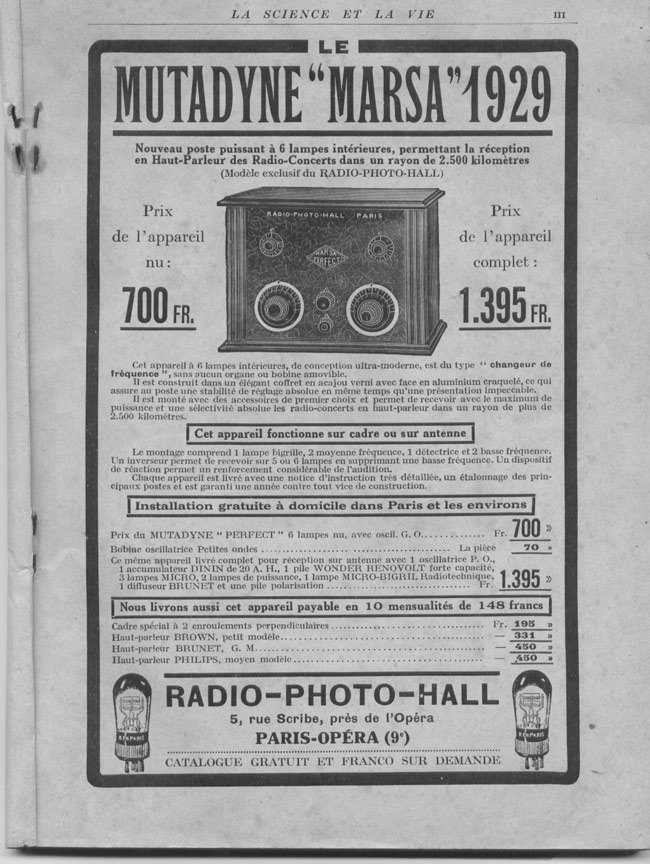 LA SCIENCE ET LA VIE III
LE
MUTADYNE "MARSA" 1929
Nouveau poste puissant à 6 lampes intérieures, permettant la réception
en Haut-Parleur des Radio-Concerts dans un rayon de 2.500 kilomètres
(Modèle exclusif du RADIO-PHOTO-HALL)
Prix
de l'appareil
nu :
700 FR.
RADIO-PHOTO-HALL PARIS
MARSA
PERFECT
Prix
de l'appareil
complet :
1.395 FR.
Cet appareil à 6 lampes intérieures, de conception ultra-moderne, est du type " changeur de
fréquence ", sans aucun organe ou bobine amovible.
Il est construit dans un élégant coffret en acajou verni avec face en aluminium craquelé, ce qui
assure au poste une stabilité de réglage absolue en même temps qu'une présentation impeccable.
Il est monté avec des accessoires de premier choix et permet de recevoir avec le maximum de
puissance et une sélectivité absolue les radio-concerts en haut-parleur dans un rayon de plus de
2.500 kilomètres.
Cet appareil fonctionne sur cadre ou sur antenne
Le montage comprend 1 lampe bigrille, 2 moyenne fréquence, 1 détectrice et 2 basse fréquence.
Un inverseur permet de recevoir sur 5 ou 6 lampes en supprimant une basse fréquence. Un dispositif
de réaction permet un renforcement considérable de l'audition.
Chaque appareil est livré avec une notice d'instruction très détaillée, un étalonnage des prin-
cipaux postes et est garanti une année contre tout vice de construction.
Installation gratuite à domicile dans Paris et les environs
Prix du MUTADYNE " PERFECT " 6 lampes nu, avec oscil. G. O. Fr. 700 »
Bobine oscillatrice Petites ondes La pièce 70 »
Ce même appareil livré complet pour réception sur antenne avec 1 oscillatrice P. O.,
1 accumulateur DININ de 20 A. H., 1 pile WONDER RENOVOLT forte capacité,
3 lampes MICRO, 2 lampes de puissance, 1 lampe MICRO-BIGRIL Radiotechnique,
1 diffuseur BRUNET et une pile polarisation Fr. 1.395 »
Nous livrons aussi cet appareil payable en 10 mensualités de 148 francs
Cadre spécial à 2 enroulements perpendiculaires Fr. 195 »
Haut-parleur BROWN, petit modèle — 331 »
Haut-parleur BRUNET, G. M. — 450 »
Haut-parleur PHILIPS, moyen modèle — 450 »
RADIO-PHOTO-HALL
5, rue Scribe, près de l'Opéra
PARIS-OPÉRA (9e)
CATALOGUE GRATUIT ET FRANCO SUR DEMANDE